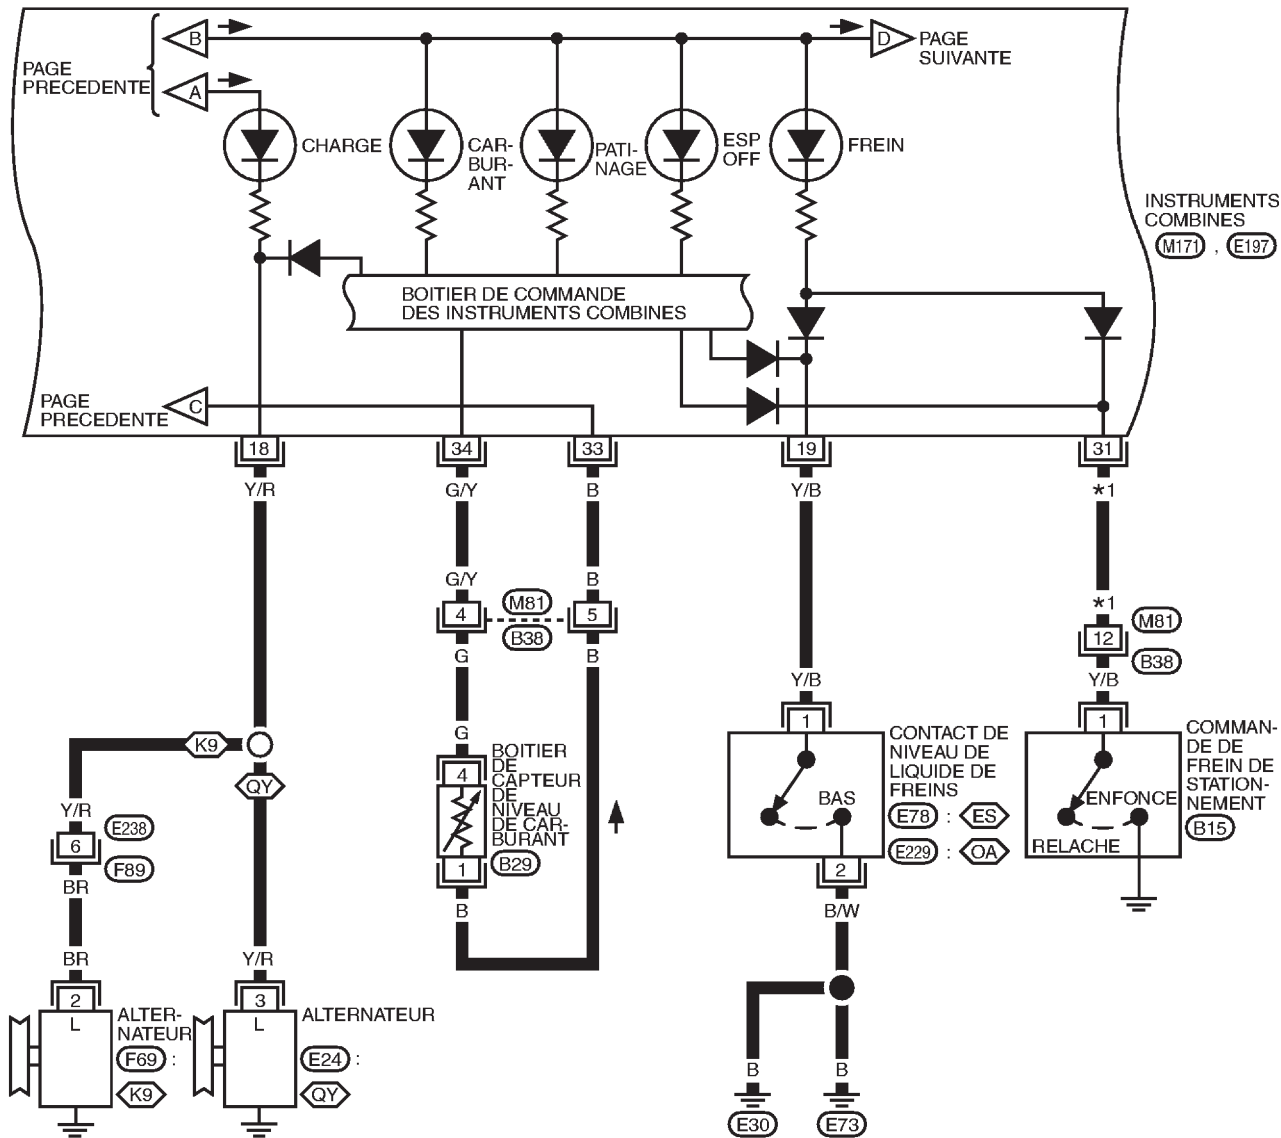 B
PAGE
PRECEDENTE
A
D
PAGE
SUIVANTE
CHARGE
CAR-
BUR-
ANT
PATI-
NAGE
ESP
OFF
FREIN
INSTRUMENTS
COMBINES
M171 , E197
BOITIER DE COMMANDE
DES INSTRUMENTS COMBINES
PAGE
PRECEDENTE
C
18
34
33
19
31
Y/R
G/Y
B
Y/B
*1
G/Y
B
*1
4
M81
5
B38
12
M81
B38
G
B
Y/B
Y/B
G
K9
QY
4
BOITIER
DE
CAPTEUR
DE
NIVEAU
DE CAR-
BURANT
B29
1
B
1
CONTACT DE
NIVEAU DE
LIQUIDE DE
FREINS
E78 : ES
E229 : OA
BAS
2
B/W
1
COMMAN-
DE DE
FREIN DE
STATION-
NEMENT
B15
ENFONCE
RELACHE
Y/R
6
E238
F89
BR
BR
Y/R
2
L
ALTER-
NATEUR
F69 :
K9
3
L
ALTERNATEUR
E24 :
QY
B
B
E30
E73